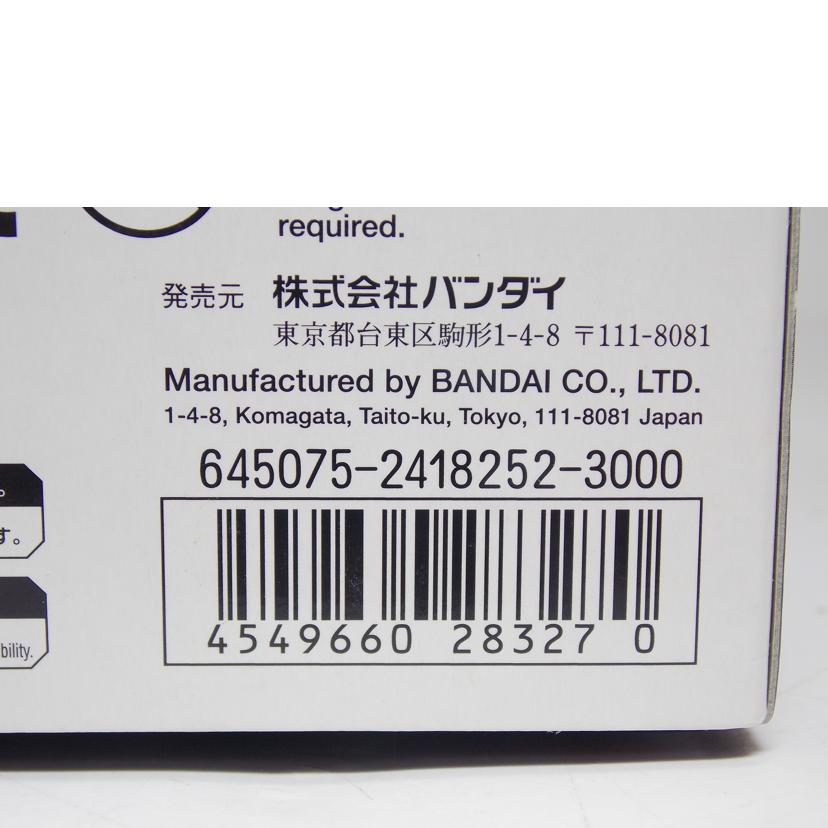 required.
発売元 株式会社バンダイ
東京都台東区駒形1-4-8 〒111-8081
Manufactured by BANDAI CO., LTD.
1-4-8, Komagata, Taito-ku, Tokyo, 111-8081 Japan
645075-2418252-3000
。
す。
4549660 28327 0
bility.